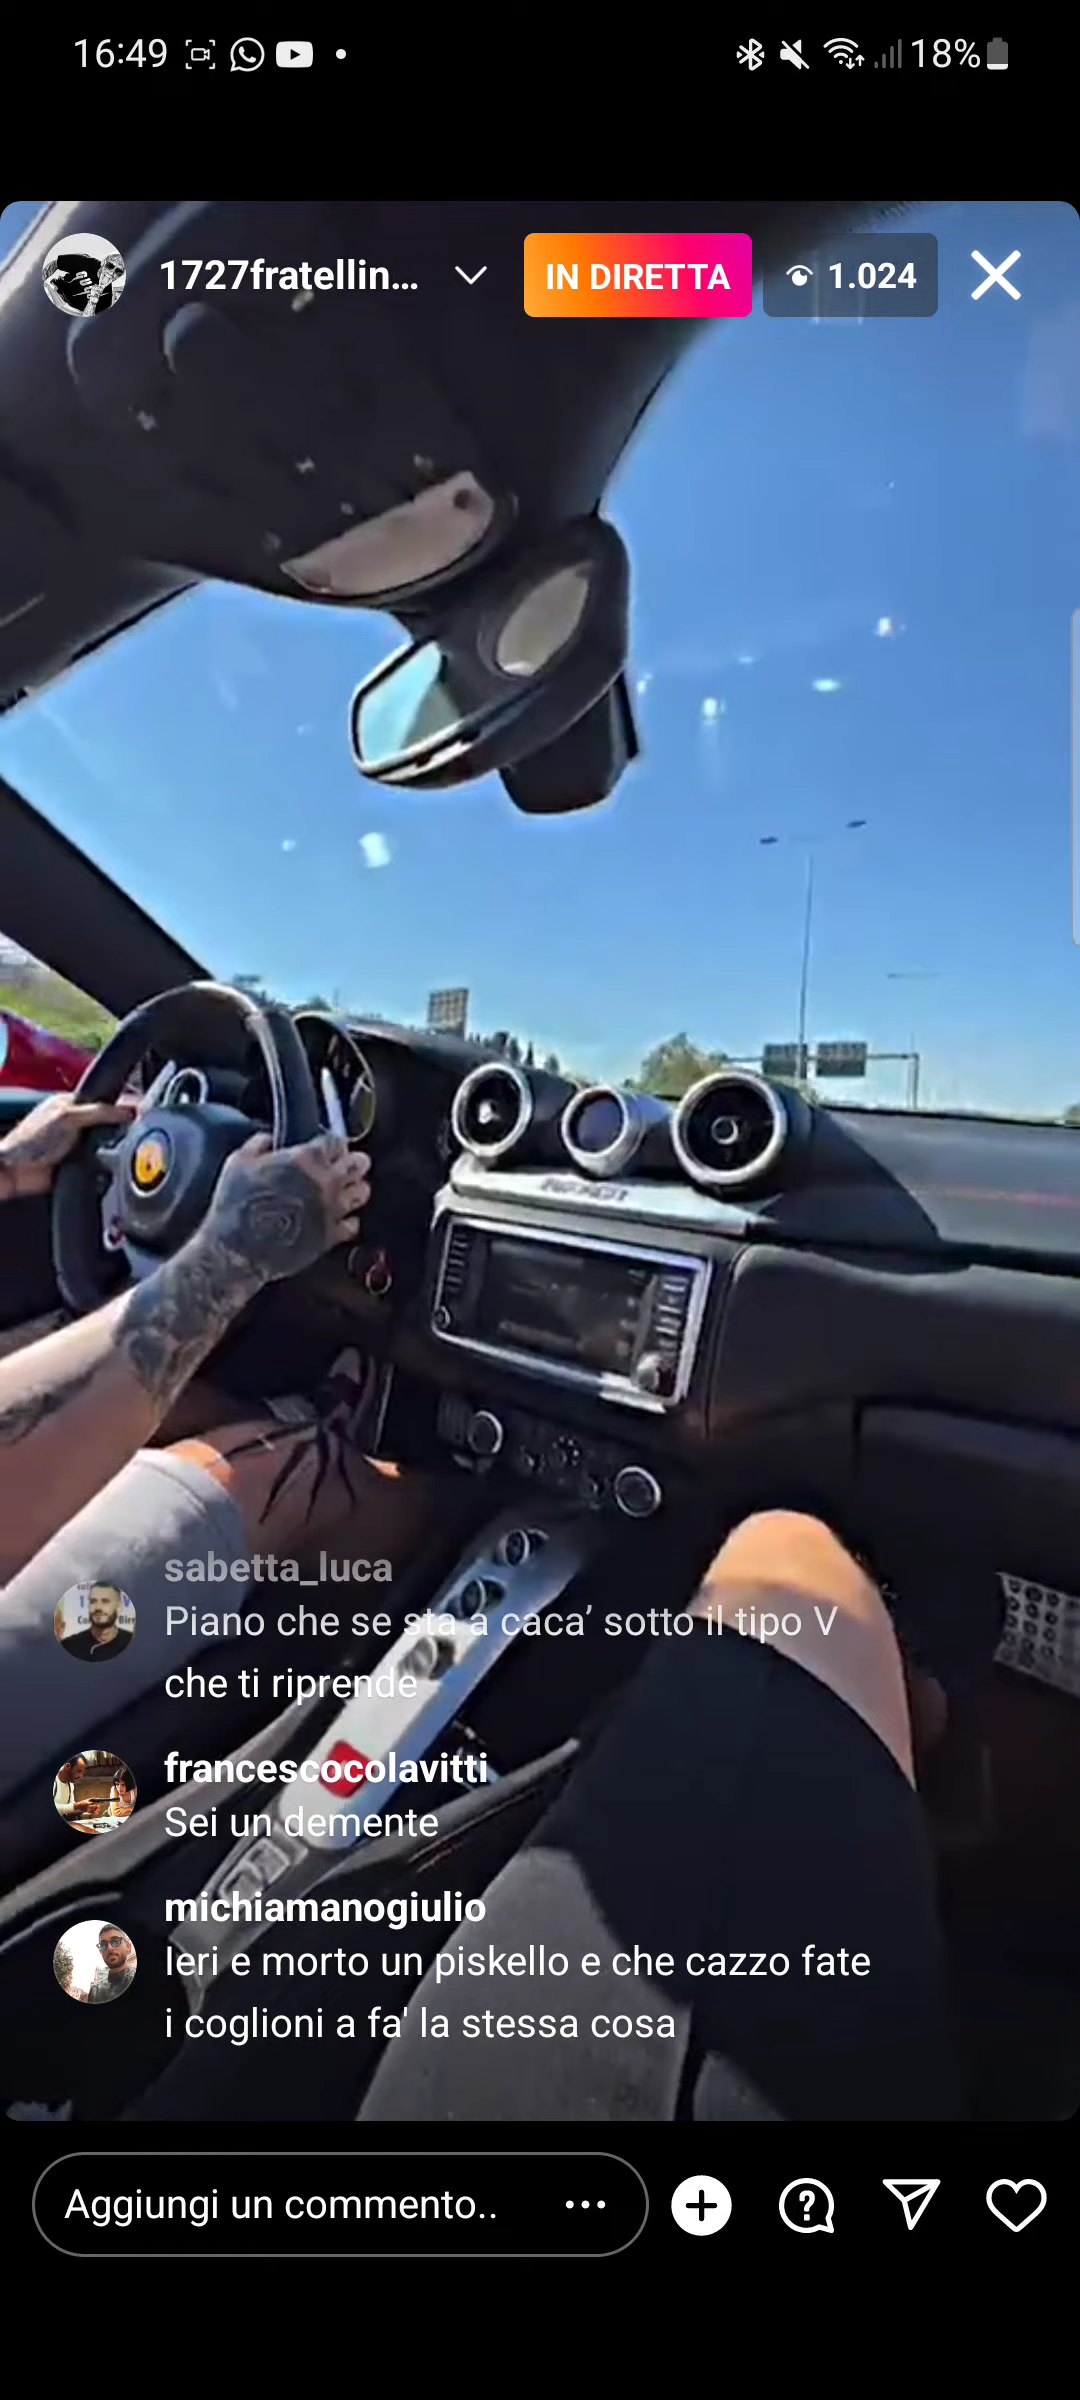 16:49
18%
1727fratellin...
IN DIRETTA
1.024
sabetta_luca
Piano che se sta a caca’ sotto il tipo V
che ti riprende
francescocolavitti
Sei un demente
michiamanogiulio
Ieri e morto un piskello e che cazzo fate
i coglioni a fa' la stessa cosa
Aggiungi un commento..